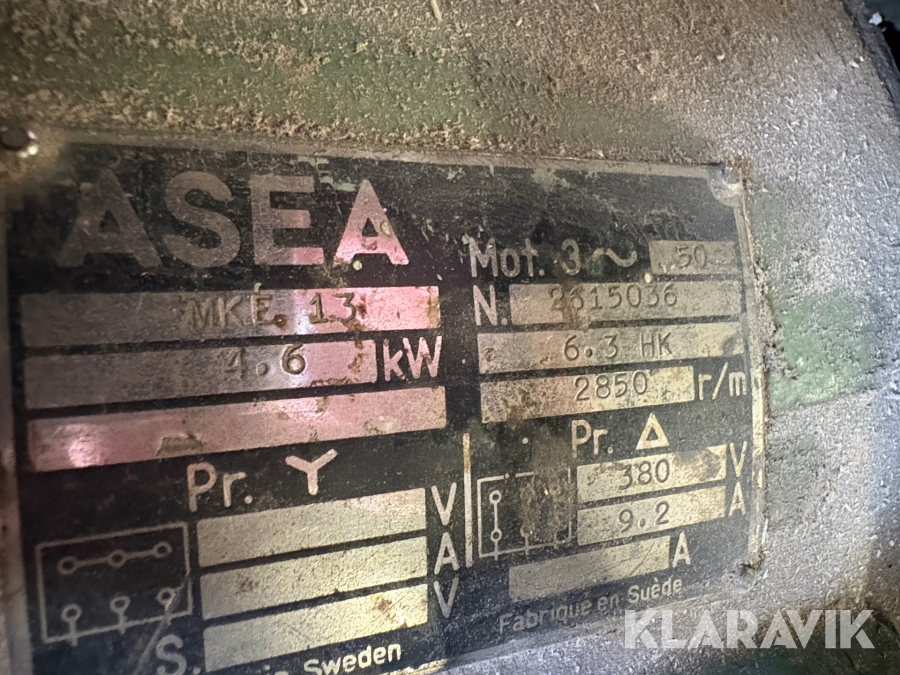 ASEA
Mot. 3~ 50
MKE 13
N. 2615036
4.6 kW
6.3 HK
2850 r/m
Pr. Y
Pr. Δ
V
380 V
A
9.2 A
V
A
S.
Sweden
Fabriqué en Suède
KLARAVIK